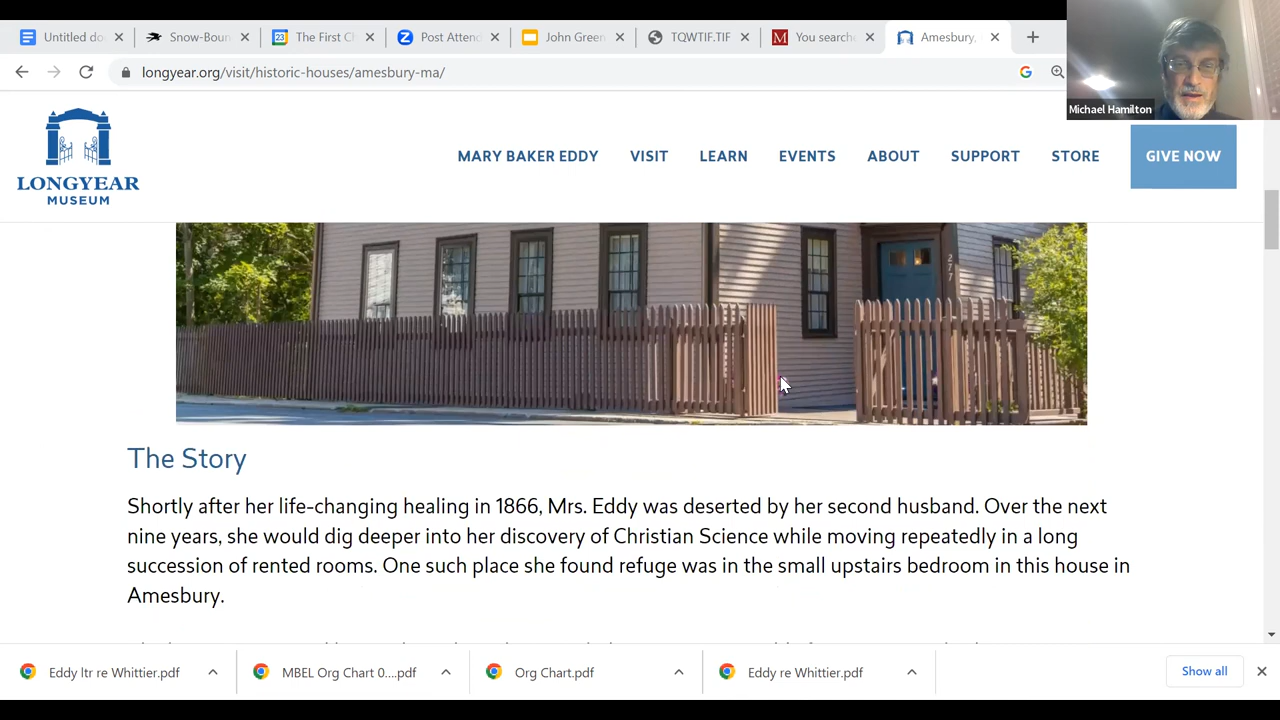 Untitled do
Snow-Boun
23
The First C
Post Attend
John Green
TQWTIF.TIF
You search
Amesbury,
longyear.org/visit/historic-houses/amesbury-ma/
Michael Hamilton
LONGYEAR
MUSEUM
MARY BAKER EDDY
VISIT
LEARN
EVENTS
ABOUT
SUPPORT
STORE
GIVE NOW
277
The Story
Shortly after her life-changing healing in 1866, Mrs. Eddy was deserted by her second husband. Over the next
nine years, she would dig deeper into her discovery of Christian Science while moving repeatedly in a long
succession of rented rooms. One such place she found refuge was in the small upstairs bedroom in this house in
Amesbury.
Eddy ltr re Whittier.pdf
MBEL Org Chart 0....pdf
Org Chart.pdf
Eddy re Whittier.pdf
Show all